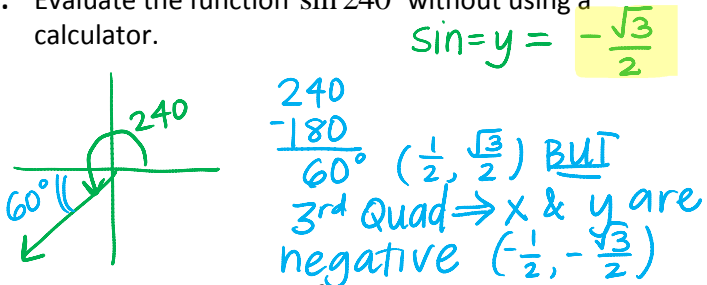 . Evaluate the function sin 240 without using a
calculator.
sin=y = -√3/2
240
240
-180
60° (1/2, √3/2) BUT
60°
3rd Quad ⇒ x & y are
negative (-1/2, -√3/2)